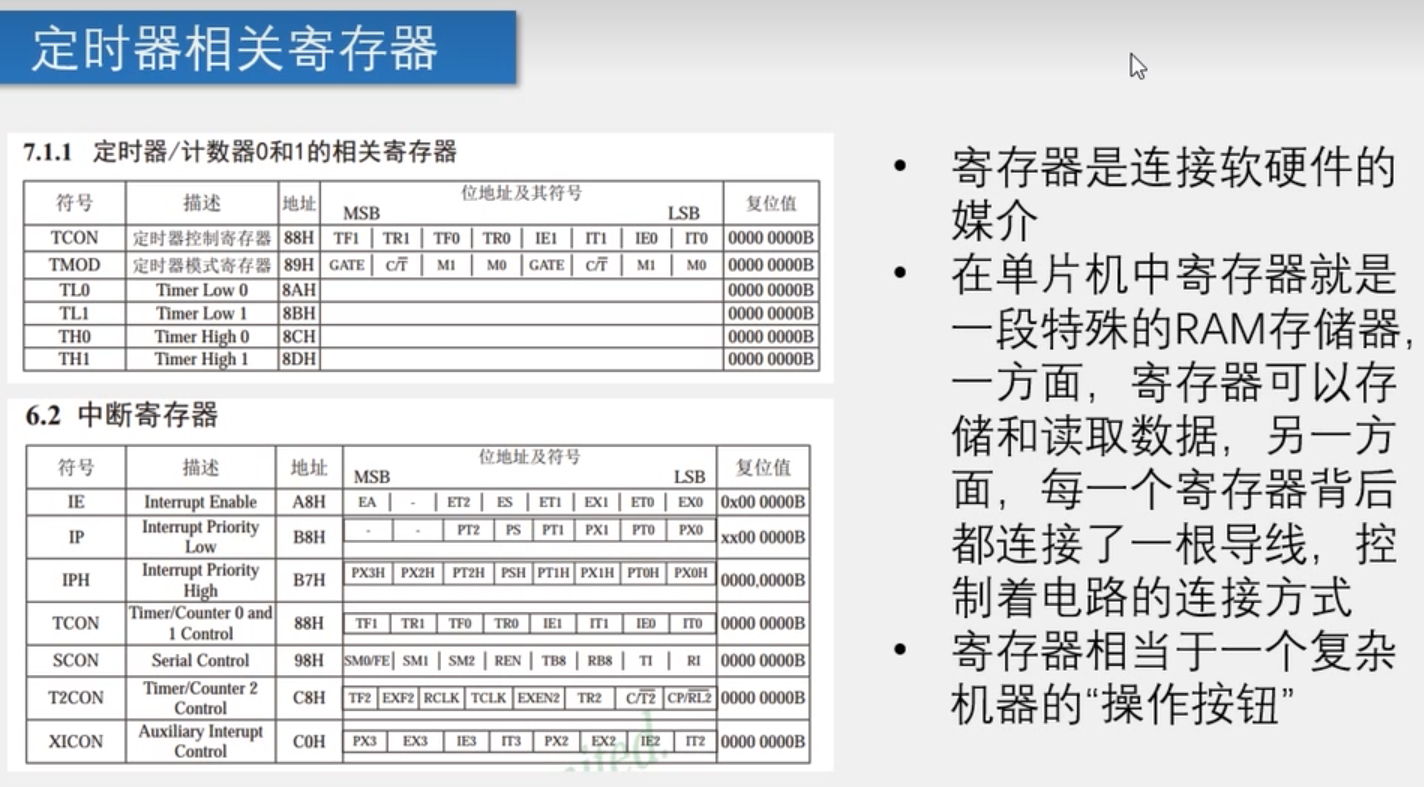 定时器相关寄存器
7.1.1 定时器/计数器0和1的相关寄存器
符号 描述 地址 位地址及其符号 复位值
MSB LSB
TCON 定时器控制寄存器 88H TF1 TR1 TF0 TR0 IE1 IT1 IE0 IT0 0000 0000B
TMOD 定时器模式寄存器 89H GATE C/T̅ M1 M0 GATE C/T̅ M1 M0 0000 0000B
TL0 Timer Low 0 8AH 0000 0000B
TL1 Timer Low 1 8BH 0000 0000B
TH0 Timer High 0 8CH 0000 0000B
TH1 Timer High 1 8DH 0000 0000B
6.2 中断寄存器
符号 描述 地址 位地址及符号 复位值
MSB LSB
IE Interrupt Enable A8H EA - ET2 ES ET1 EX1 ET0 EX0 0x00 0000B
IP Interrupt Priority B8H - - PT2 PS PT1 PX1 PT0 PX0 xx00 0000B
Low
IPH Interrupt Priority B7H PX3H PX2H PT2H PSH PT1H PX1H PT0H PX0H 0000,0000B
High
TCON Timer/Counter 0 and 88H TF1 TR1 TF0 TR0 IE1 IT1 IE0 IT0 0000 0000B
1 Control
SCON Serial Control 98H SM0/FE SM1 SM2 REN TB8 RB8 TI RI 0000 0000B
T2CON Timer/Counter 2 C8H TF2 EXF2 RCLK TCLK EXEN2 TR2 C/T̅2̅ CP/R̅L̅2̅ 0000 0000B
Control
XICON Auxiliary Interupt C0H PX3 EX3 IE3 IT3 PX2 EX2 IE2 IT2 0000 0000B
Control
• 寄存器是连接软硬件的
媒介
• 在单片机中寄存器就是
一段特殊的RAM存储器，
一方面，寄存器可以存
储和读取数据，另一方
面，每一个寄存器背后
都连接了一根导线，控
制着电路的连接方式
• 寄存器相当于一个复杂
机器的“操作按钮”